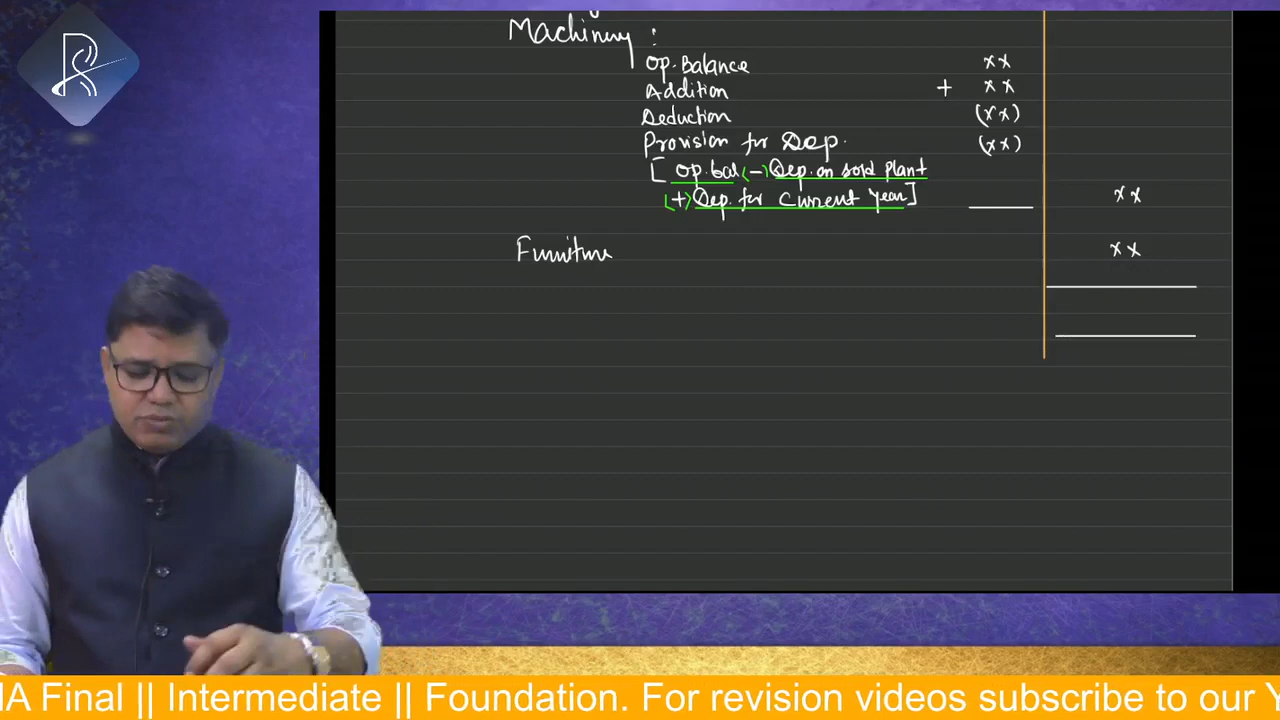 Machinery :
Op. Balance xx
Addition + xx
Deduction (xx)
Provision for Dep. (xx)
[ Op. bal (-) Dep. on sold plant
(+) Dep. for Current year] xx
Furniture xx
IA Final || Intermediate || Foundation. For revision videos subscribe to our Y